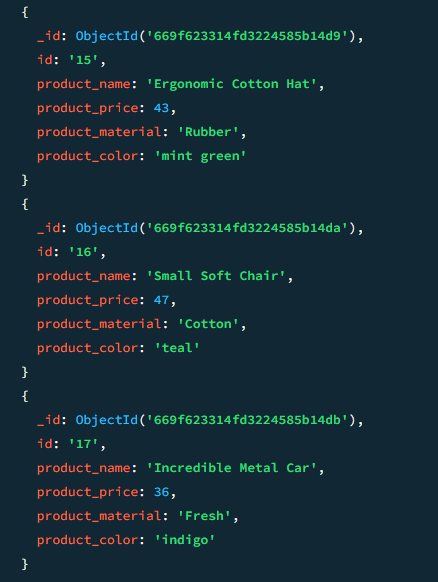 {
_id: ObjectId('669f623314fd3224585b14d9'),
id: '15',
product_name: 'Ergonomic Cotton Hat',
product_price: 43,
product_material: 'Rubber',
product_color: 'mint green'
}
{
_id: ObjectId('669f623314fd3224585b14da'),
id: '16',
product_name: 'Small Soft Chair',
product_price: 47,
product_material: 'Cotton',
product_color: 'teal'
}
{
_id: ObjectId('669f623314fd3224585b14db'),
id: '17',
product_name: 'Incredible Metal Car',
product_price: 36,
product_material: 'Fresh',
product_color: 'indigo'
}